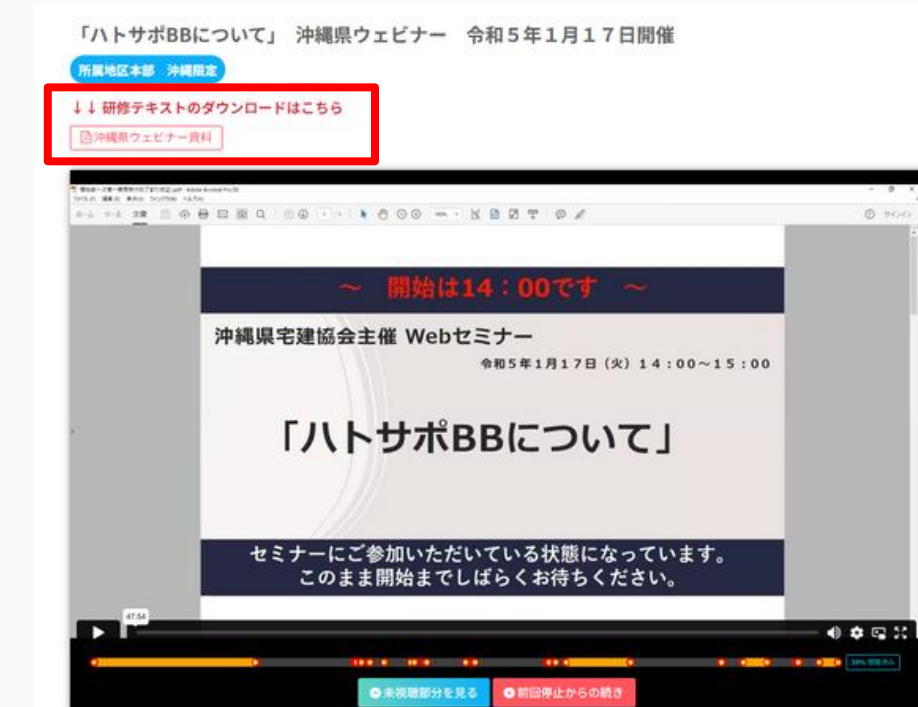 「ハトサポBBについて」 沖縄県ウェビナー 令和5年1月17日開催
所属地区本部 沖縄限定
↓↓研修テキストのダウンロードはこちら
沖縄県ウェビナー資料
～ 開始は14：00です ～
沖縄県宅建協会主催 Webセミナー
令和5年1月17日（火）14：00～15：00
「ハトサポBBについて」
セミナーにご参加いただいている状態になっています。
このまま開始までしばらくお待ちください。
47:54
未視聴部分を見る 前回停止からの続き